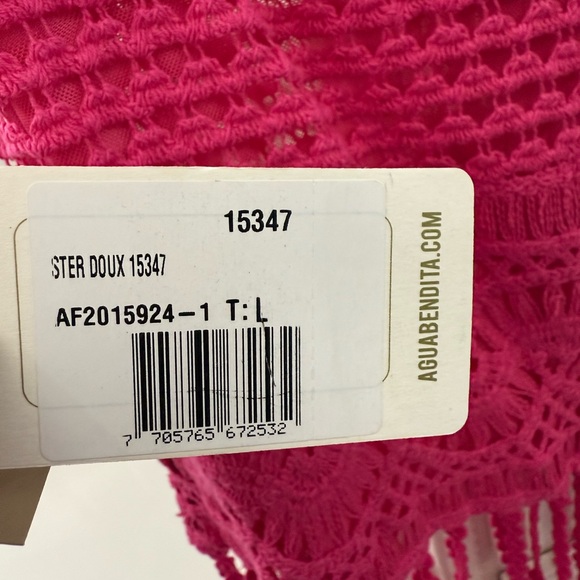 15347
STER DOUX 15347
AF2015924-1 T:L
7 705765 672532
AGUABENDITA.COM